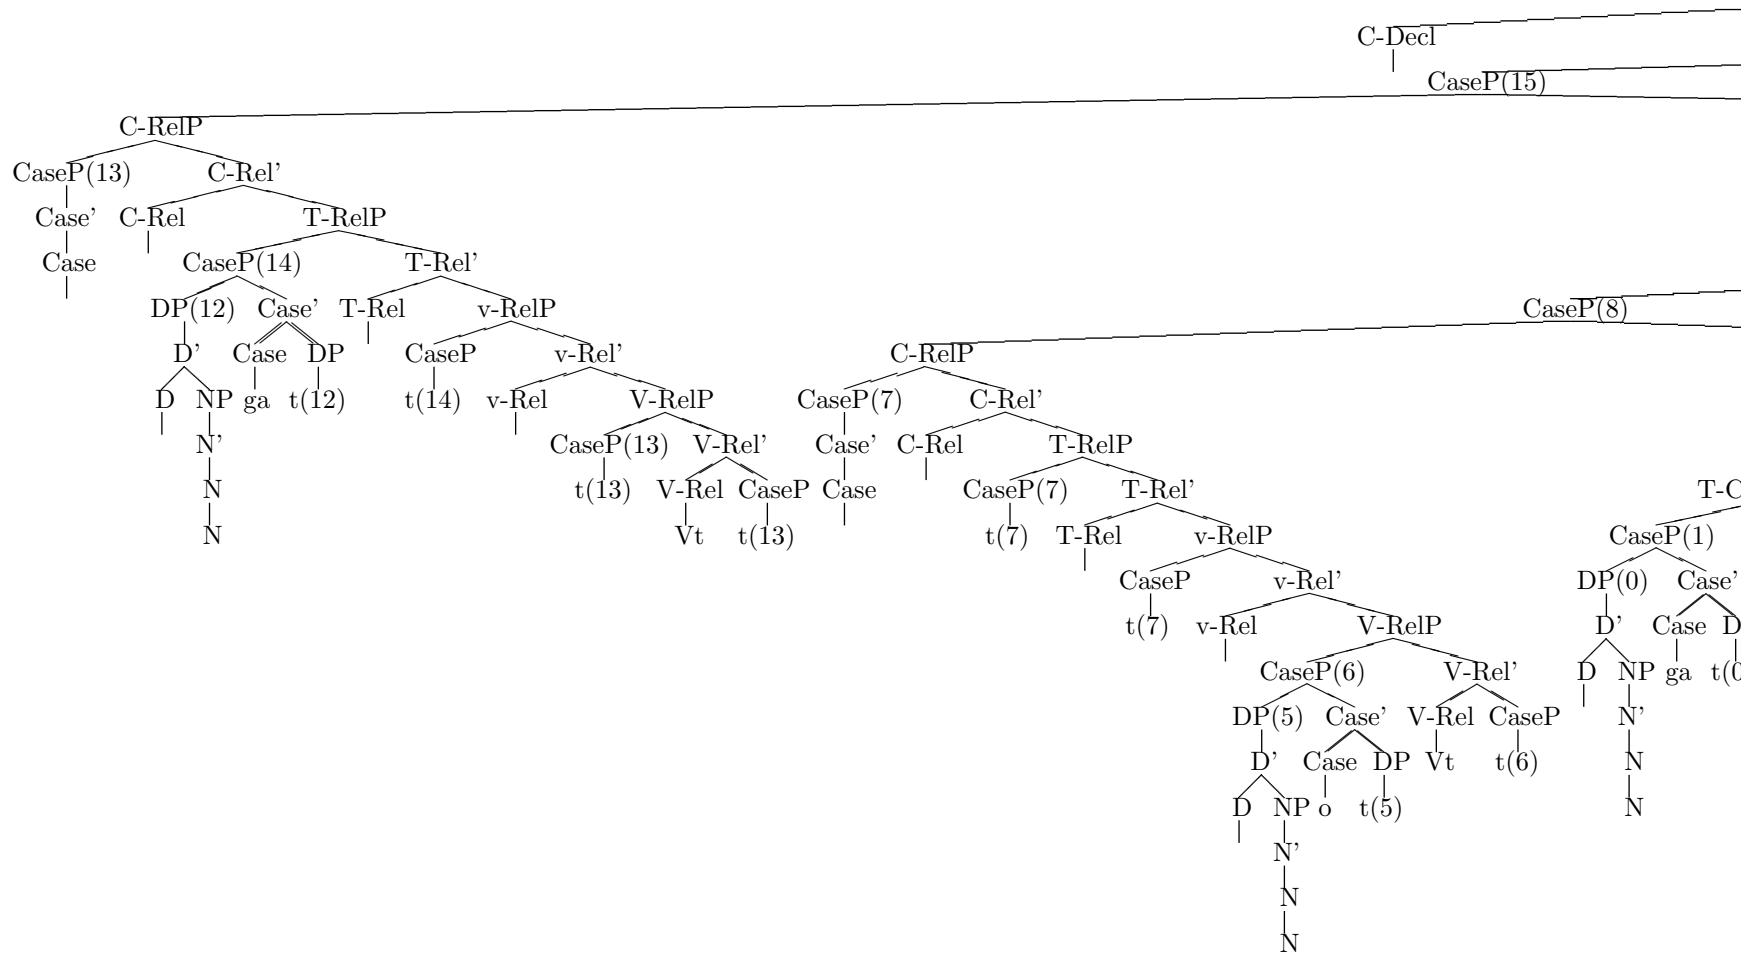 C-Decl
CaseP(15)
C-RelP
CaseP(13) C-Rel'
Case' C-Rel T-RelP
Case CaseP(14) T-Rel'
DP(12) Case' T-Rel v-RelP CaseP(8)
D' Case DP CaseP v-Rel' C-RelP
D NP ga t(12) t(14) v-Rel V-RelP CaseP(7) C-Rel'
N' CaseP(13) V-Rel' Case' C-Rel T-RelP
N t(13) V-Rel CaseP Case CaseP(7) T-Rel'
N Vt t(13) t(7) T-Rel v-RelP CaseP(1)
CaseP v-Rel' DP(0) Case'
t(7) v-Rel V-RelP D' Case
CaseP(6) V-Rel' D NP ga
DP(5) Case' V-Rel CaseP N'
D' Case DP Vt t(6) N
D NP o t(5) N
N'
N
N